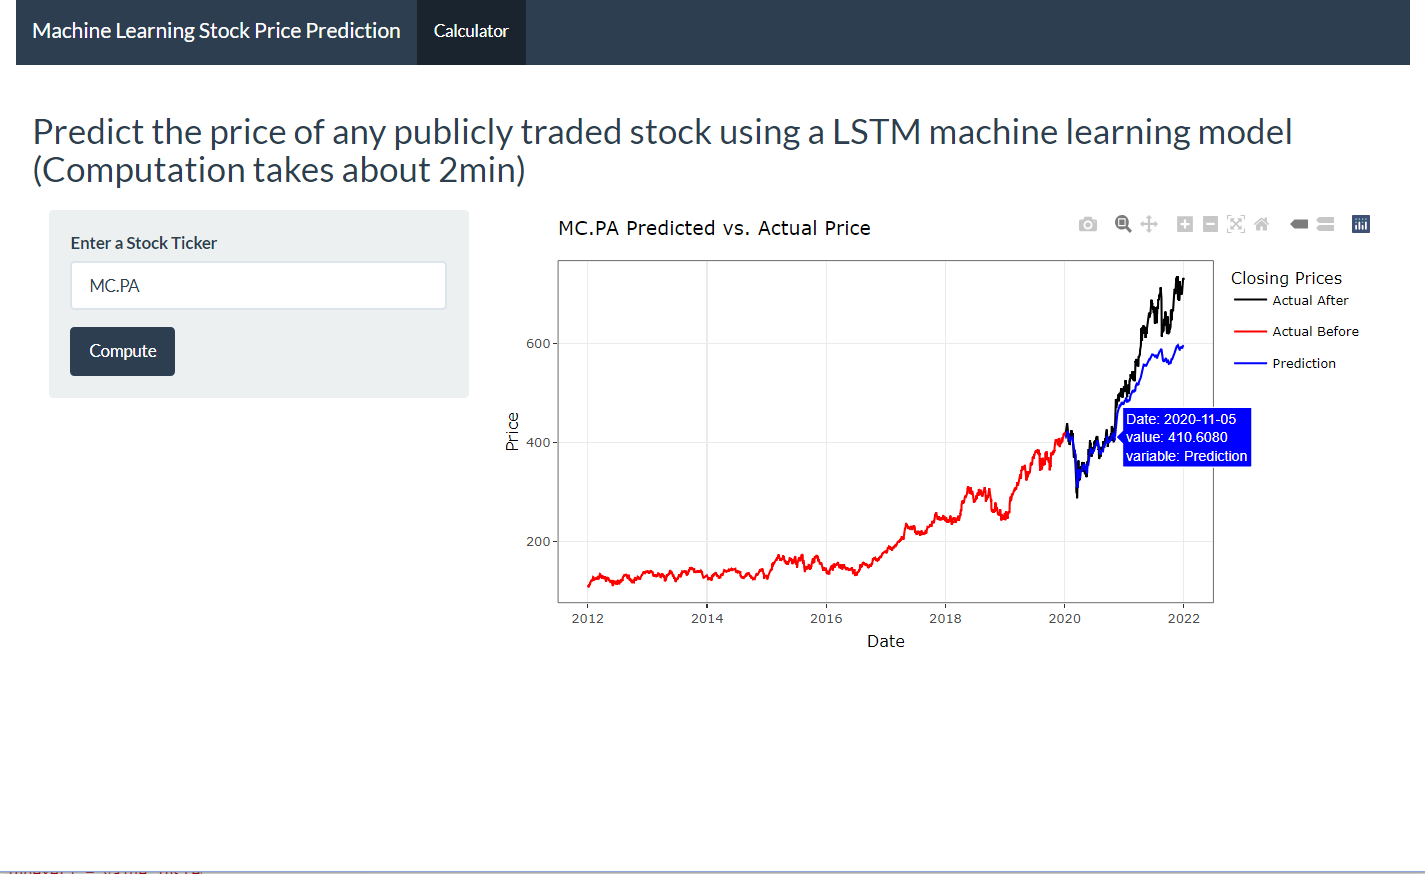 Machine Learning Stock Price Prediction Calculator
Predict the price of any publicly traded stock using a LSTM machine learning model
(Computation takes about 2min)
Enter a Stock Ticker
MC.PA
Compute
MC.PA Predicted vs. Actual Price
Closing Prices
Actual After
Actual Before
Prediction
Price
600
400
200
Date: 2020-11-05
value: 410.6080
variable: Prediction
2012 2014 2016 2018 2020 2022
Date